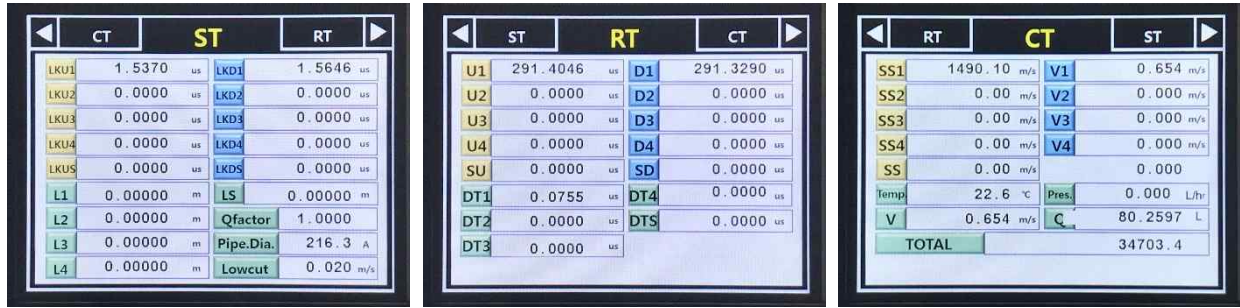 CT ST RT
LKU1 1.5370 us LKD1 1.5646 us
LKU2 0.0000 us LKD2 0.0000 us
LKU3 0.0000 us LKD3 0.0000 us
LKU4 0.0000 us LKD4 0.0000 us
LKUS 0.0000 us LKDS 0.0000 us
L1 0.00000 m LS 0.00000 m
L2 0.00000 m Qfactor 1.0000
L3 0.00000 m Pipe.Dia. 216.3 A
L4 0.00000 m Lowcut 0.020 m/s
ST RT CT
U1 291.4046 us D1 291.3290 us
U2 0.0000 us D2 0.0000 us
U3 0.0000 us D3 0.0000 us
U4 0.0000 us D4 0.0000 us
SU 0.0000 us SD 0.0000 us
DT1 0.0755 us DT4 0.0000 us
DT2 0.0000 us DTS 0.0000 us
DT3 0.0000 us
RT CT ST
SS1 1490.10 m/s V1 0.654 m/s
SS2 0.00 m/s V2 0.000 m/s
SS3 0.00 m/s V3 0.000 m/s
SS4 0.00 m/s V4 0.000 m/s
SS 0.00 m/s 0.000
Temp 22.6 ℃ Pres. 0.000 L/hr
V 0.654 m/s 80.2597 L
TOTAL 34703.4